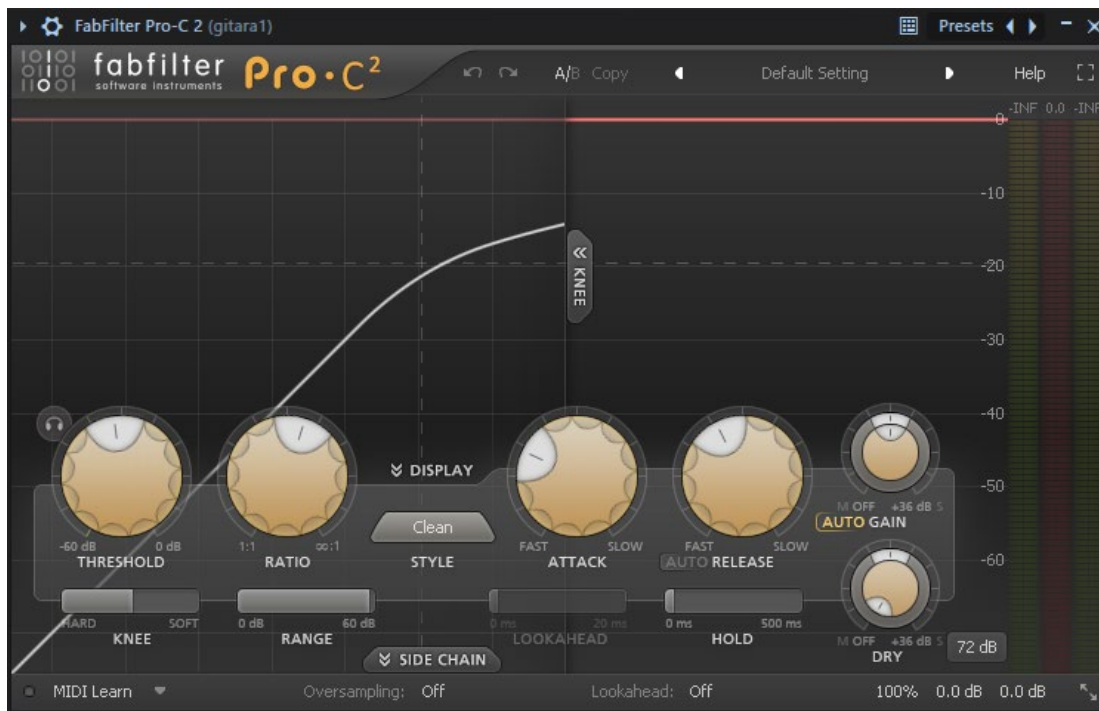 FabFilter Pro-C 2 (gitara1)
Presets
fabfilter
software instruments
Pro·C²
A/B Copy
Default Setting
Help
-INF 0.0 -INF
0
-10
-20
-30
-40
-50
-60
KNEE
DISPLAY
-60 dB 0 dB
THRESHOLD
1:1 ∞:1
RATIO
Clean
STYLE
FAST SLOW
ATTACK
FAST SLOW
AUTO RELEASE
M OFF +36 dB S
AUTO GAIN
HARD SOFT
KNEE
0 dB 60 dB
RANGE
0 ms 20 ms
LOOKAHEAD
0 ms 500 ms
HOLD
M OFF +36 dB S
DRY
72 dB
SIDE CHAIN
MIDI Learn
Oversampling: Off
Lookahead: Off
100% 0.0 dB 0.0 dB